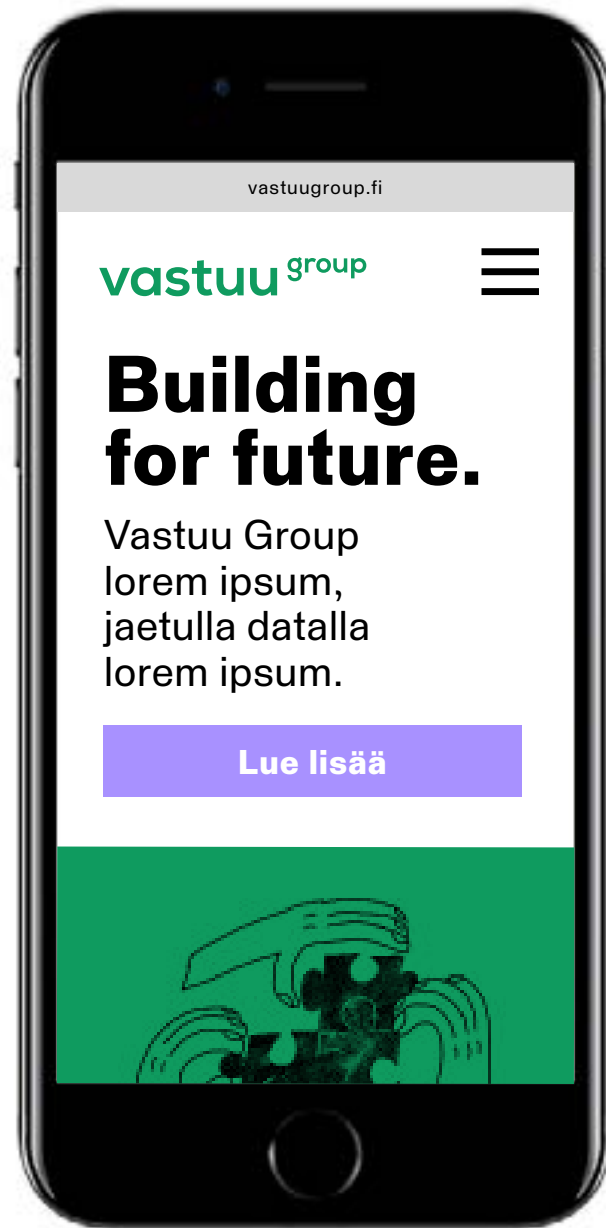 vastuugroup.fi
vastuu group
Building
for future.
Vastuu Group
lorem ipsum,
jaetulla datalla
lorem ipsum.
Lue lisää